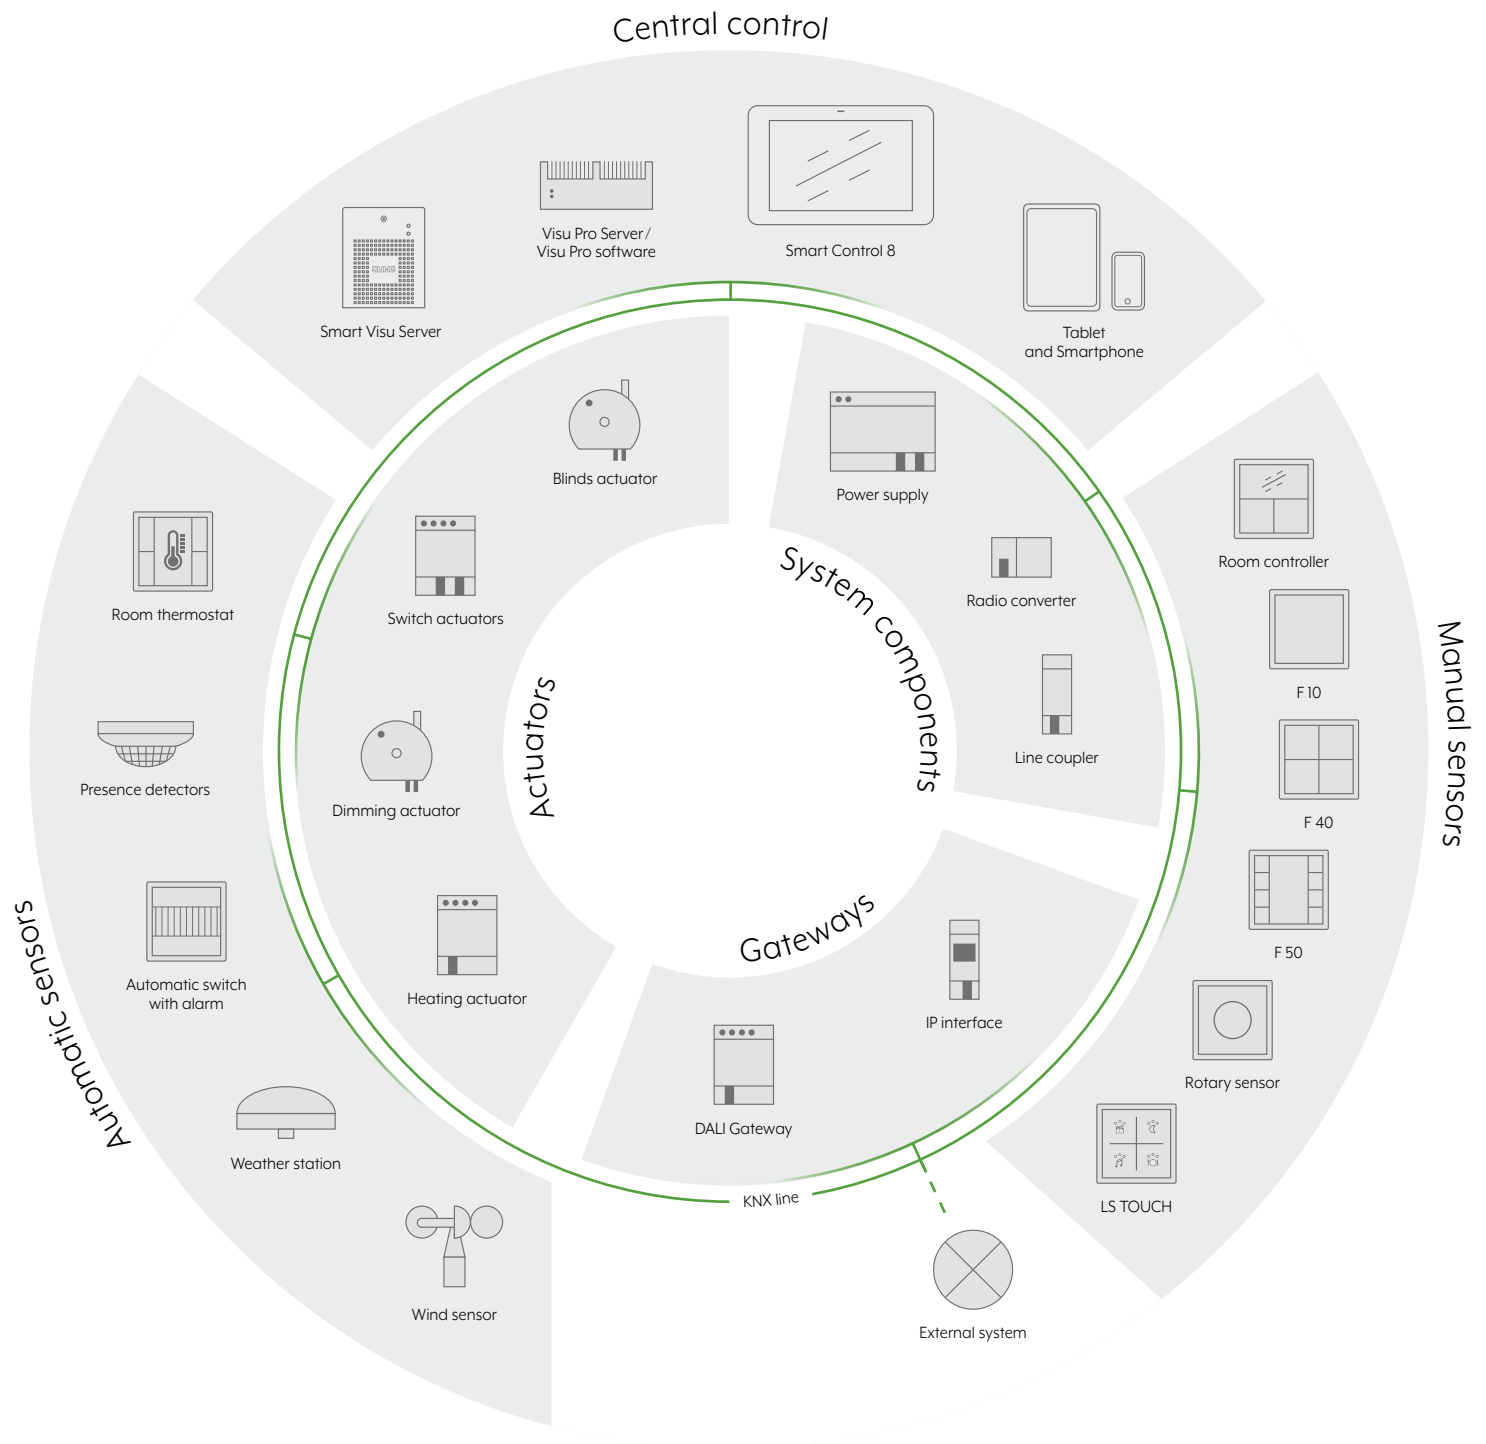 Central control
Smart Visu Server
Visu Pro Server/
Visu Pro software
Smart Control 8
Tablet
and Smartphone
Manual sensors
Room controller
F 10
F 40
F 50
Rotary sensor
LS TOUCH
Automatic sensors
Room thermostat
Presence detectors
Automatic switch
with alarm
Weather station
Wind sensor
Actuators
Blinds actuator
Switch actuators
Dimming actuator
Heating actuator
System components
Power supply
Radio converter
Line coupler
Gateways
IP interface
DALI Gateway
KNX line
External system